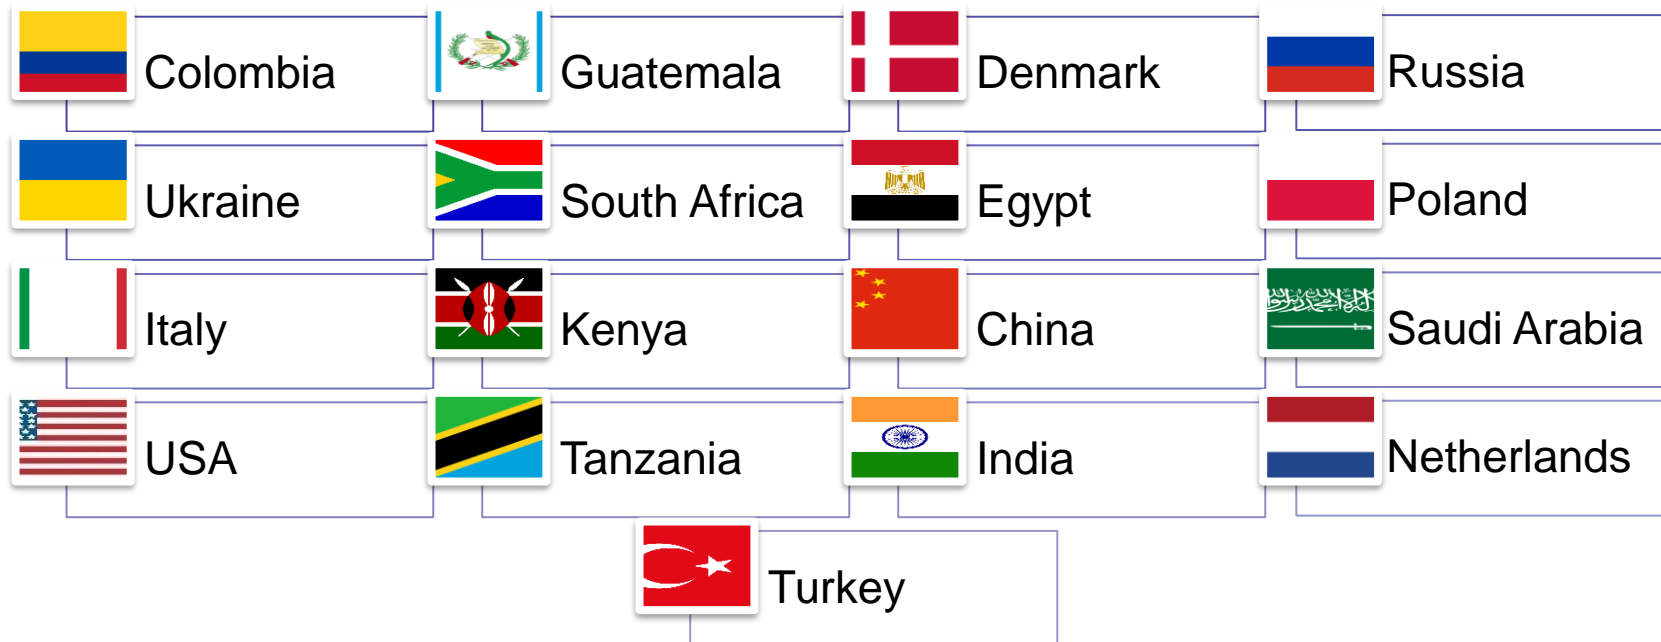 Colombia
Guatemala
Denmark
Russia
Ukraine
South Africa
Egypt
Poland
Italy
Kenya
China
Saudi Arabia
USA
Tanzania
India
Netherlands
Turkey